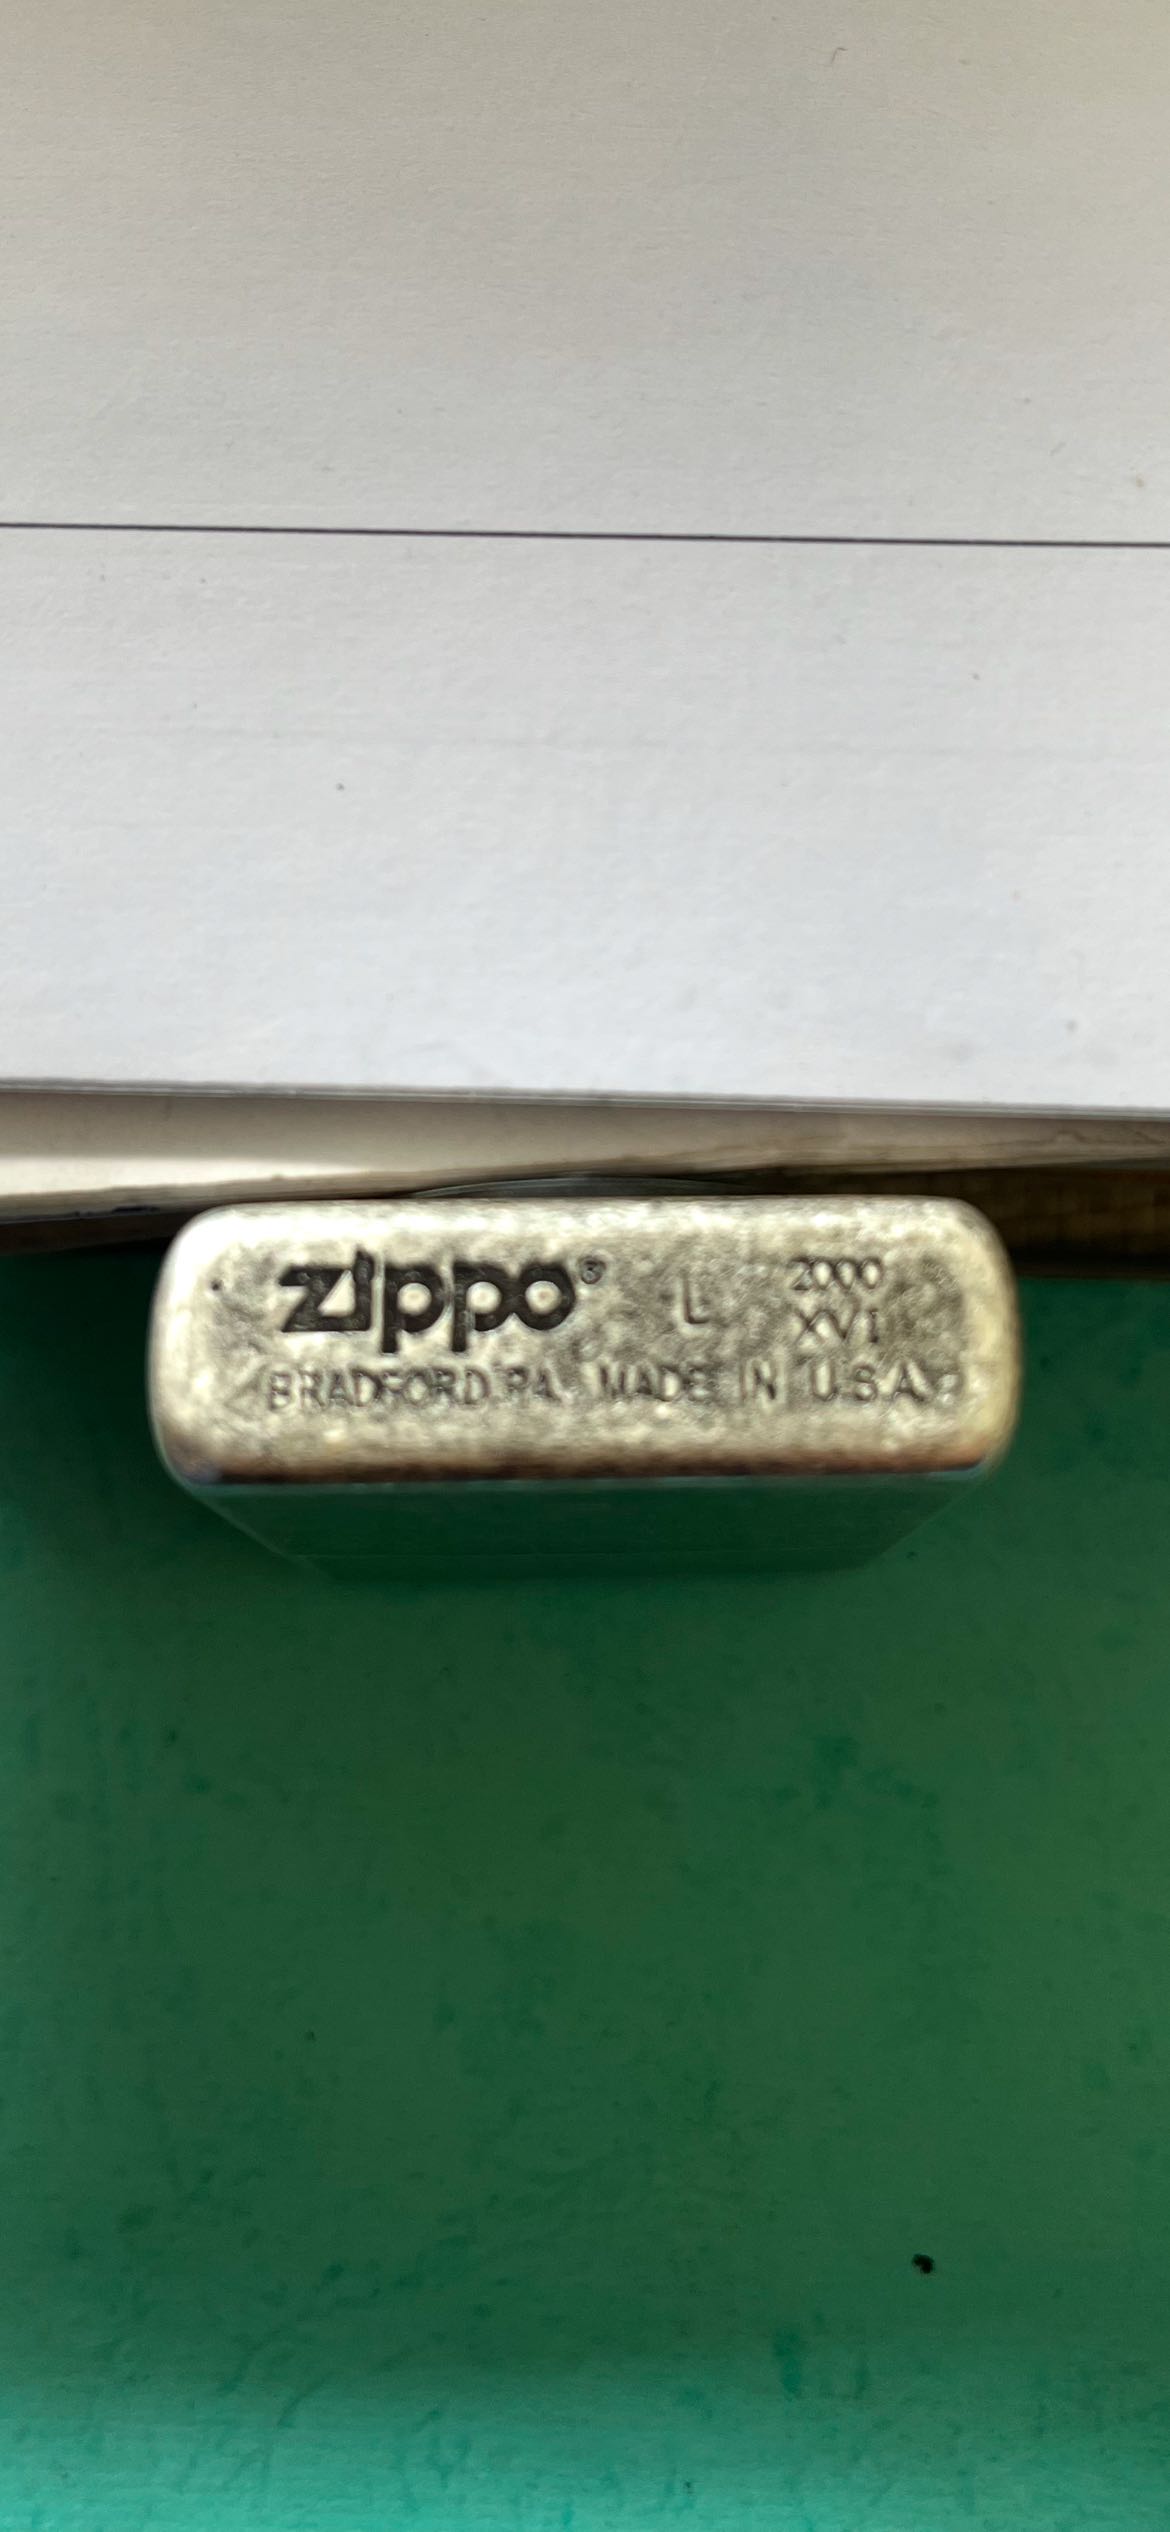 zippo® L 2000
XVI
BRADFORD PA. MADE IN U.S.A.